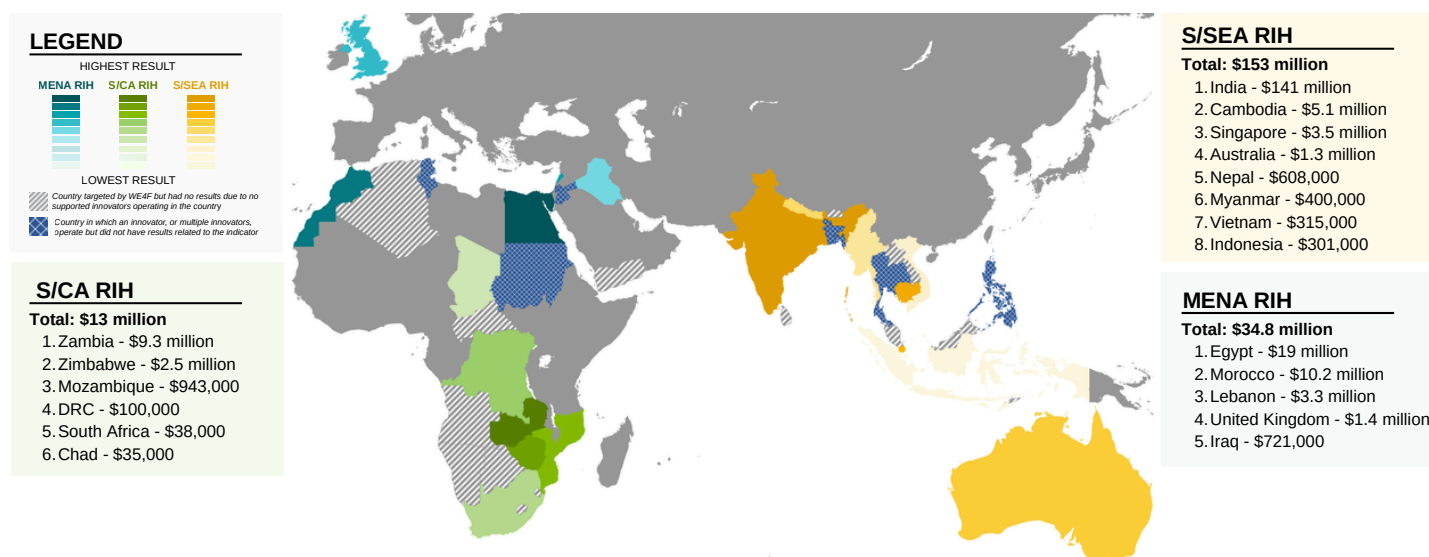 LEGEND
HIGHEST RESULT
MENA RIH S/CA RIH S/SEA RIH
LOWEST RESULT
Country targeted by WE4F but had no results due to no
supported innovators operating in the country
Country in which an innovator, or multiple innovators,
operate but did not have results related to the indicator
S/CA RIH
Total: $13 million
1. Zambia - $9.3 million
2. Zimbabwe - $2.5 million
3. Mozambique - $943,000
4. DRC - $100,000
5. South Africa - $38,000
6. Chad - $35,000
S/SEA RIH
Total: $153 million
1. India - $141 million
2. Cambodia - $5.1 million
3. Singapore - $3.5 million
4. Australia - $1.3 million
5. Nepal - $608,000
6. Myanmar - $400,000
7. Vietnam - $315,000
8. Indonesia - $301,000
MENA RIH
Total: $34.8 million
1. Egypt - $19 million
2. Morocco - $10.2 million
3. Lebanon - $3.3 million
4. United Kingdom - $1.4 million
5. Iraq - $721,000